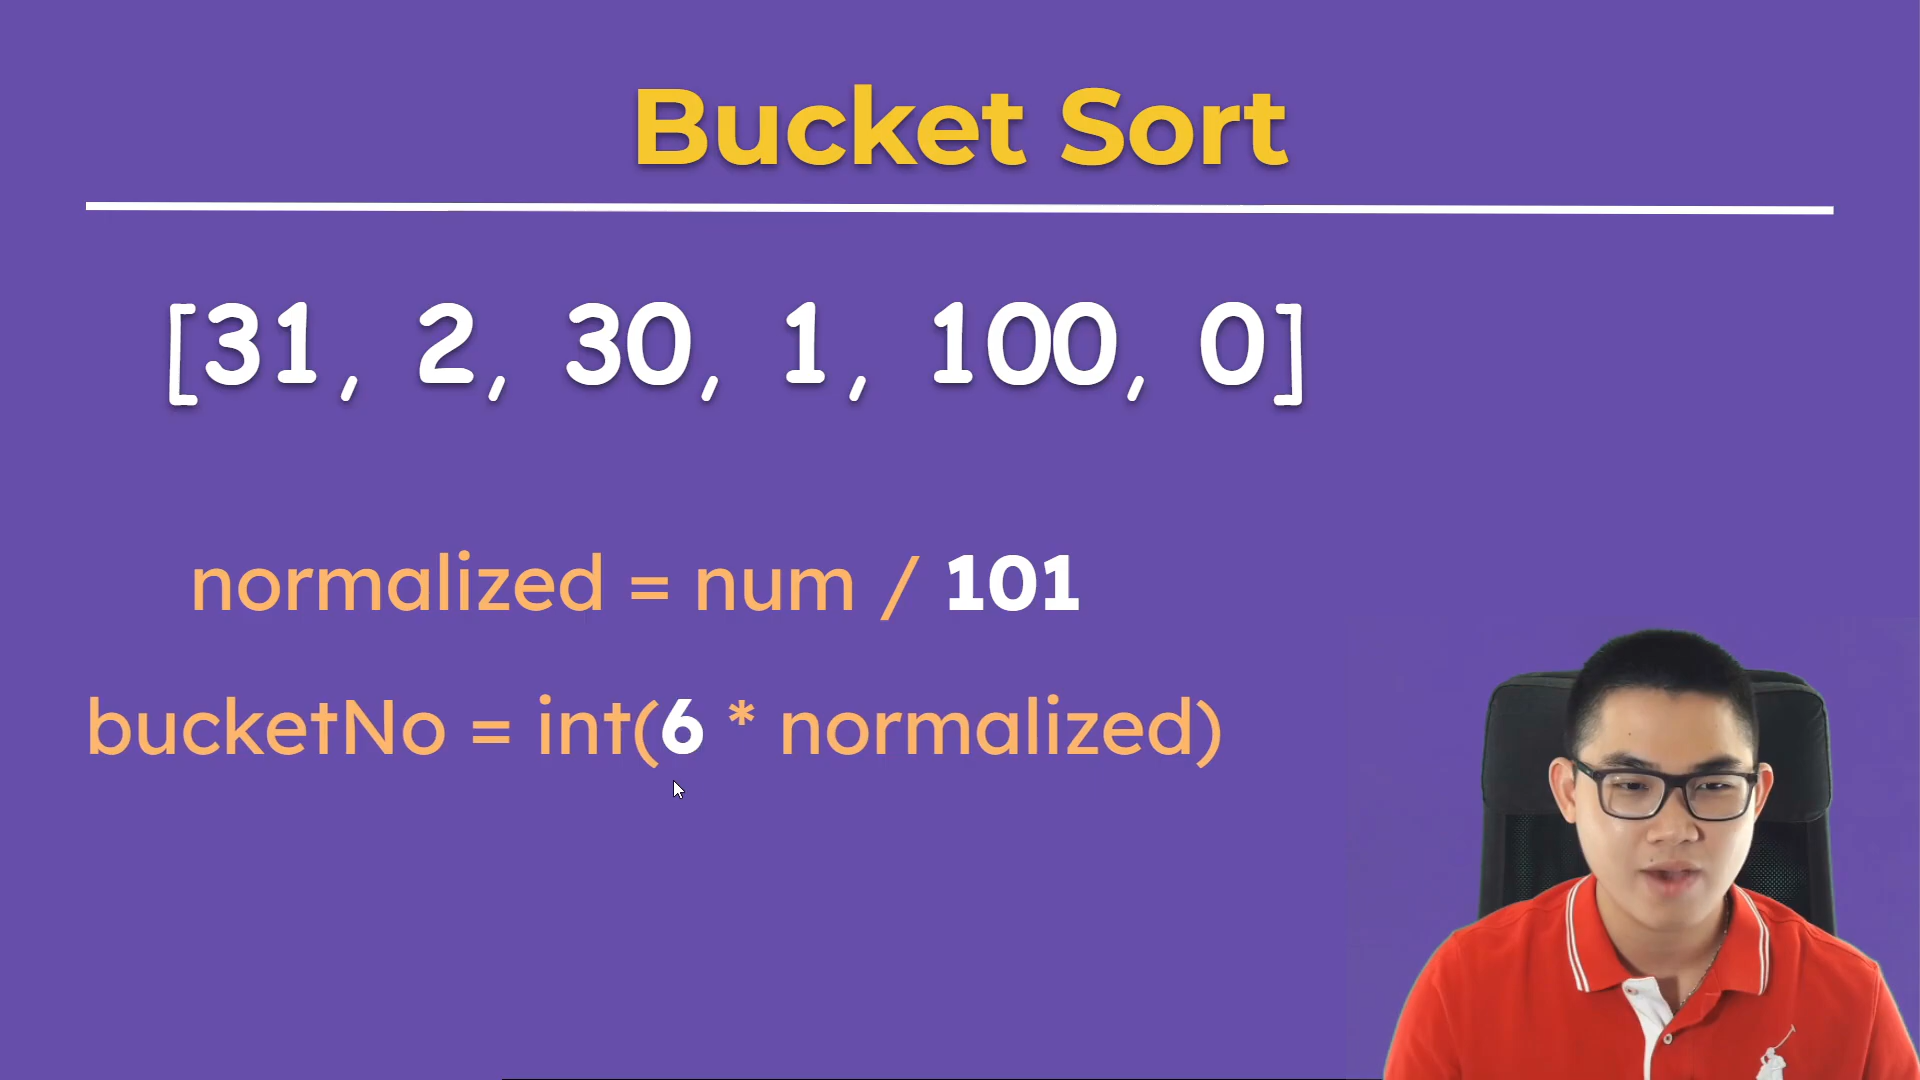 Bucket Sort
[31, 2, 30, 1, 100, 0]
normalized = num / 101
bucketNo = int(6 * normalized)